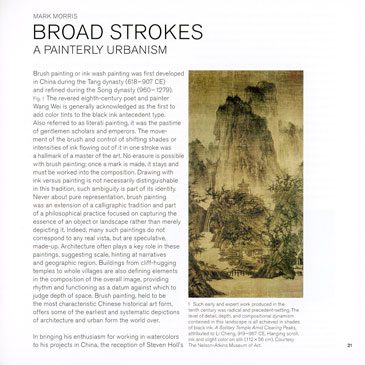 MARK MORRIS
BROAD STROKES
A PAINTERLY URBANISM
Brush painting or ink wash painting was first developed
in China during the Tang dynasty (618–907 CE)
and refined during the Song dynasty (960–1279).
Fig. 1 The revered eighth-century poet and painter
Wang Wei is generally acknowledged as the first to
add color tints to the black ink antecedent type.
Also referred to as literati painting, it was the pastime
of gentlemen scholars and emperors. The move-
ment of the brush and control of shifting shades or
intensities of ink flowing out of it in one stroke was
a hallmark of a master of the art. No erasure is possible
with brush painting; once a mark is made, it stays and
must be worked into the composition. Drawing with
ink versus painting is not necessarily distinguishable
in this tradition, such ambiguity is part of its identity.
Never about pure representation, brush painting
was an extension of a calligraphic tradition and part
of a philosophical practice focused on capturing the
essence of an object or landscape rather than merely
depicting it. Indeed, many such paintings do not
correspond to any real vista, but are speculative,
made-up. Architecture often plays a key role in these
paintings, suggesting scale, hinting at narratives
and geographic region. Buildings from cliff-hugging
temples to whole villages are also defining elements
in the composition of the overall image, providing
rhythm and functioning as a datum against which to
judge depth of space. Brush painting, held to be
the most characteristic Chinese historical art form,
offers some of the earliest and systematic depictions
of architecture and urban form the world over.
In bringing his enthusiasm for working in watercolors
to his projects in China, the reception of Steven Holl's
1 Such early and expert work produced in the
tenth century was radical and precedent-setting. The
level of detail, depth, and compositional dynamism
contained in this landscape is all achieved in shades
of black ink. A Solitary Temple Amid Clearing Peaks,
attributed to Li Cheng, 919–967 CE. Hanging scroll,
ink and slight color on silk (112 × 56 cm). Courtesy
The Nelson-Atkins Museum of Art.
21